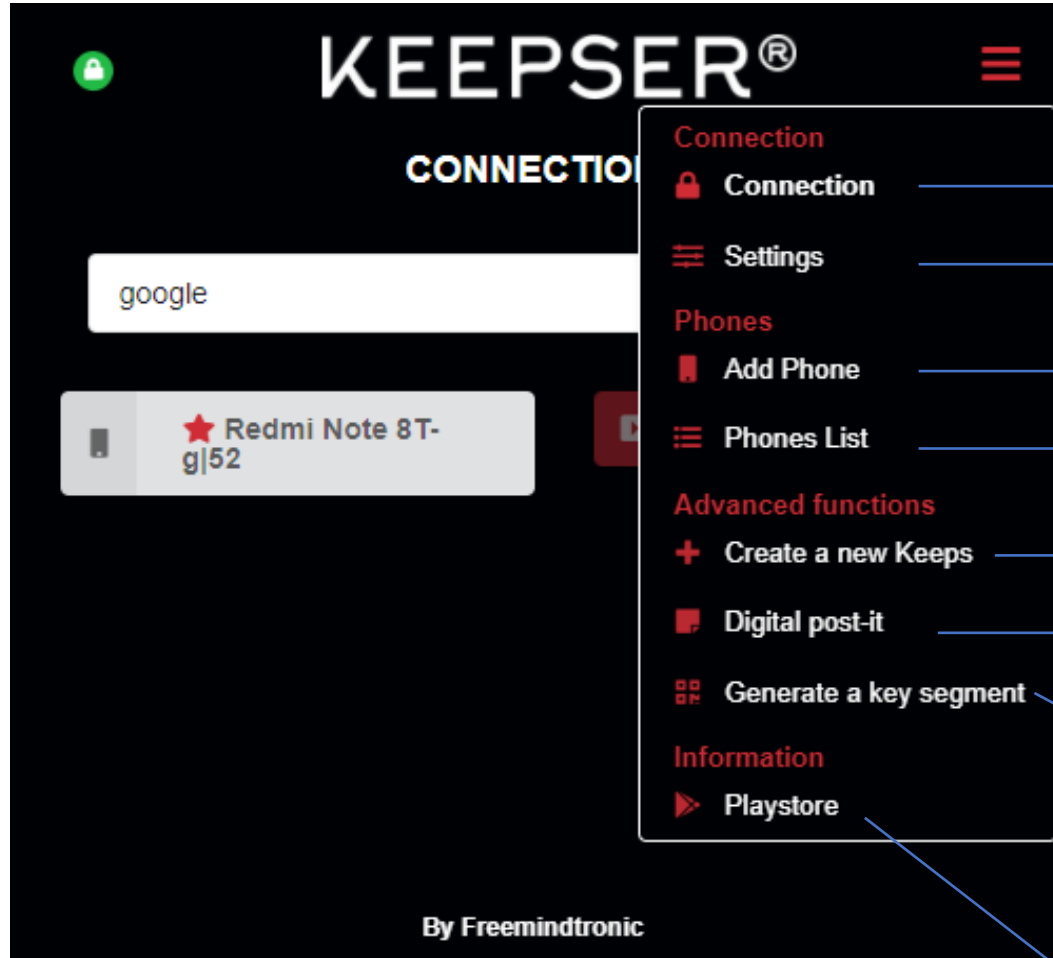 KEEPSER®
CONNECTION
google
Redmi Note 8T-
g|52
Connection
Connection
Settings
Phones
Add Phone
Phones List
Advanced functions
Create a new Keeps
Digital post-it
Generate a key segment
Information
Playstore
By Freemindtronic